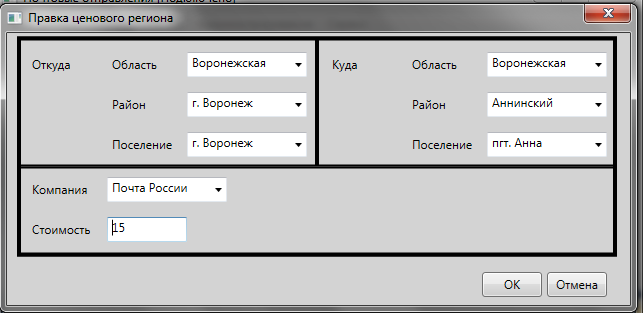 Правка ценового региона
Откуда Область Воронежская Куда Область Воронежская
Район г. Воронеж Район Аннинский
Поселение г. Воронеж Поселение пгт. Анна
Компания Почта России
Стоимость 15
ОК Отмена